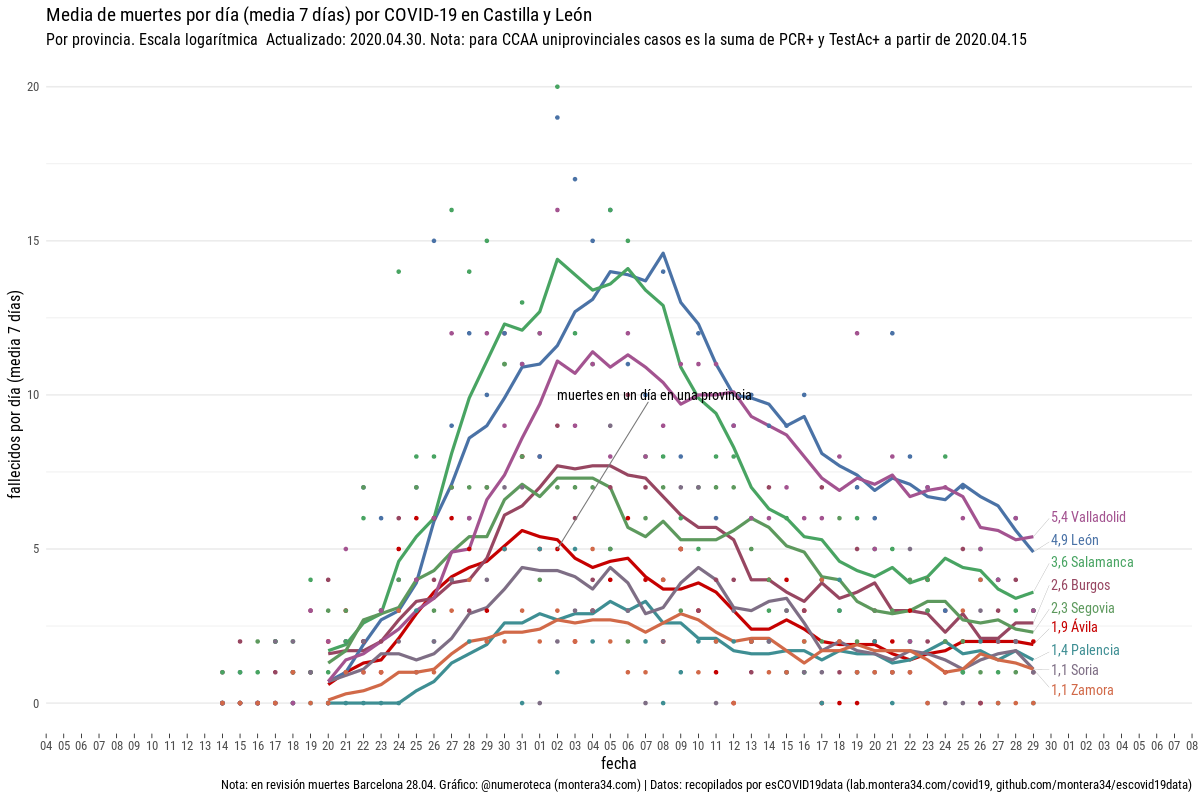 Media de muertes por día (media 7 días) por COVID-19 en Castilla y León
Por provincia. Escala logarítmica  Actualizado: 2020.04.30. Nota: para CCAA uniprovinciales casos es la suma de PCR+ y TestAc+ a partir de 2020.04.15
fallecidos por día (media  7 días)
20
15
10
5
0
muertes en un día en una provincia
5,4 Valladolid
4,9 León
3,6 Salamanca
2,6 Burgos
2,3 Segovia
1,9 Ávila
1,4 Palencia
1,1 Soria
1,1 Zamora
04 05 06 07 08 09 10 11 12 13 14 15 16 17 18 19 20 21 22 23 24 25 26 27 28 29 30 31 01 02 03 04 05 06 07 08 09 10 11 12 13 14 15 16 17 18 19 20 21 22 23 24 25 26 27 28 29 30 01 02 03 04 05 06 07 08
fecha
Nota: en revisión muertes Barcelona 28.04. Gráfico: @numeroteca (montera34.com) | Datos: recopilados por esCOVID19data (lab.montera34.com/covid19, github.com/montera34/escovid19data)